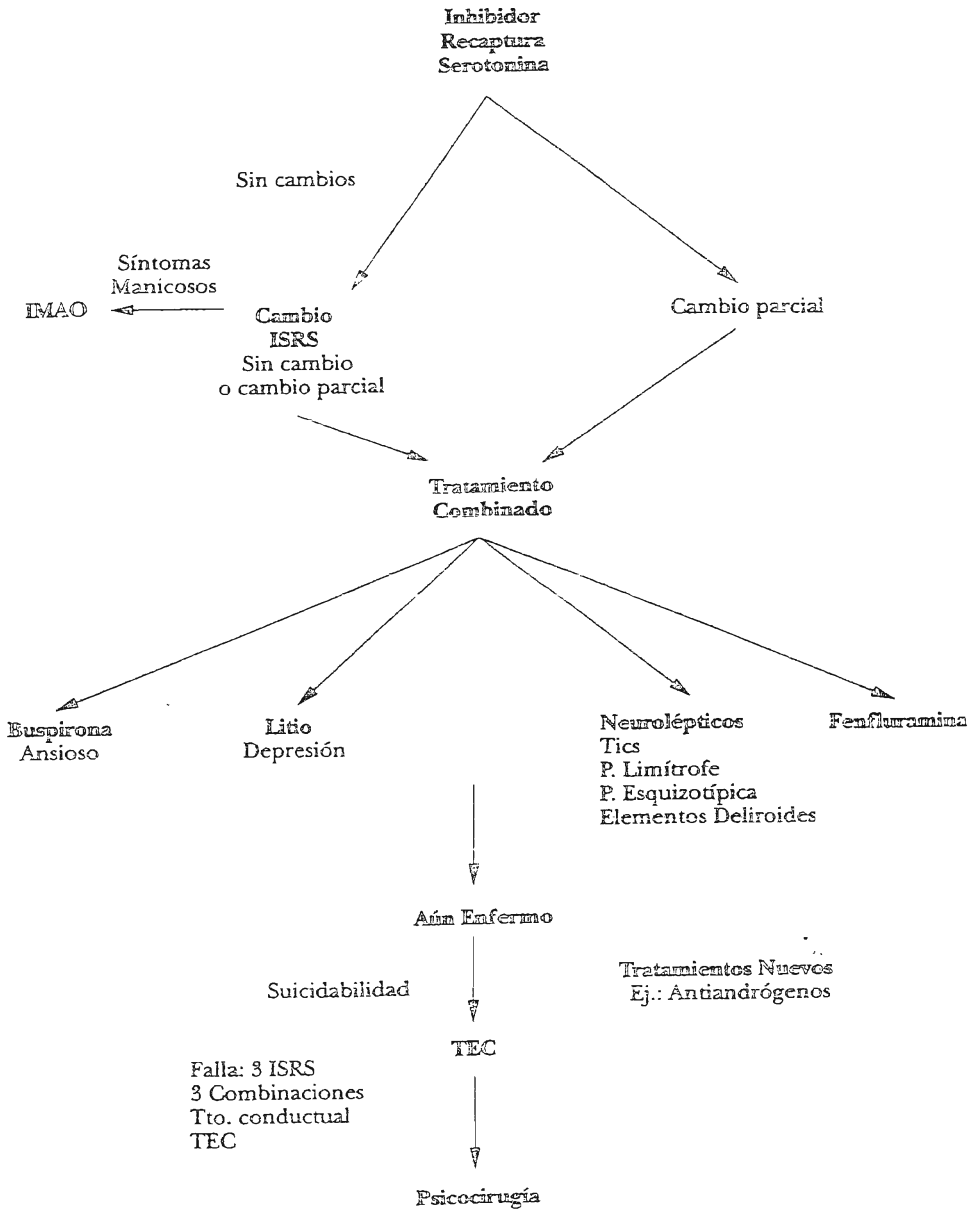 Inhibidor
Recaptura
Serotonina
Sin cambios
Síntomas
Manicosos
IMAO
Cambio
ISRS
Sin cambio
o cambio parcial
Cambio parcial
Tratamiento
Combinado
Buspirona
Ansioso
Litio
Depresión
Neurolépticos
Tics
P. Limítrofe
P. Esquizotípica
Elementos Deliroides
Fenfluramina
Aún Enfermo
Tratamientos Nuevos
Ej.: Antiandrógenos
Suicidabilidad
TEC
Falla: 3 ISRS
3 Combinaciones
Tto. conductual
TEC
Psicocirugía